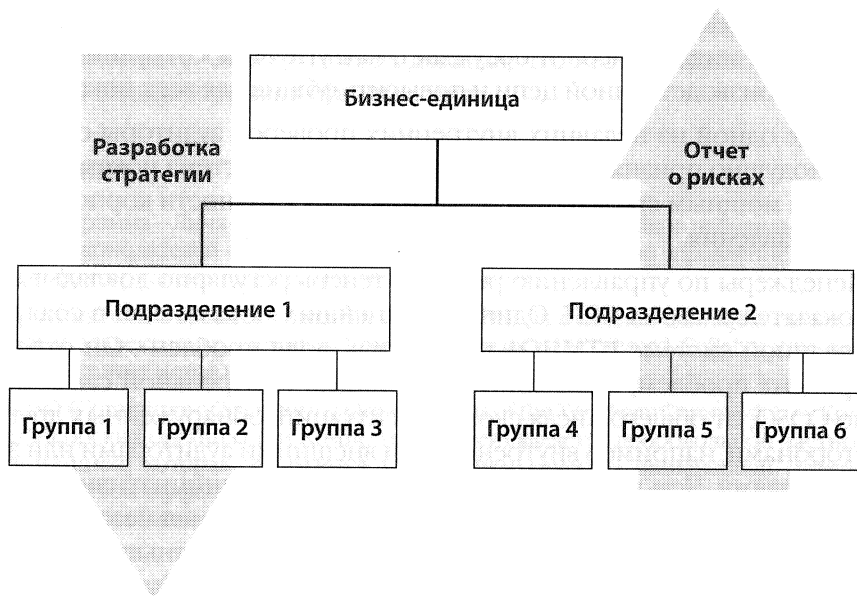 Бизнес-единица
Разработка
стратегии
Отчет
о рисках
Подразделение 1
Подразделение 2
Группа 1
Группа 2
Группа 3
Группа 4
Группа 5
Группа 6